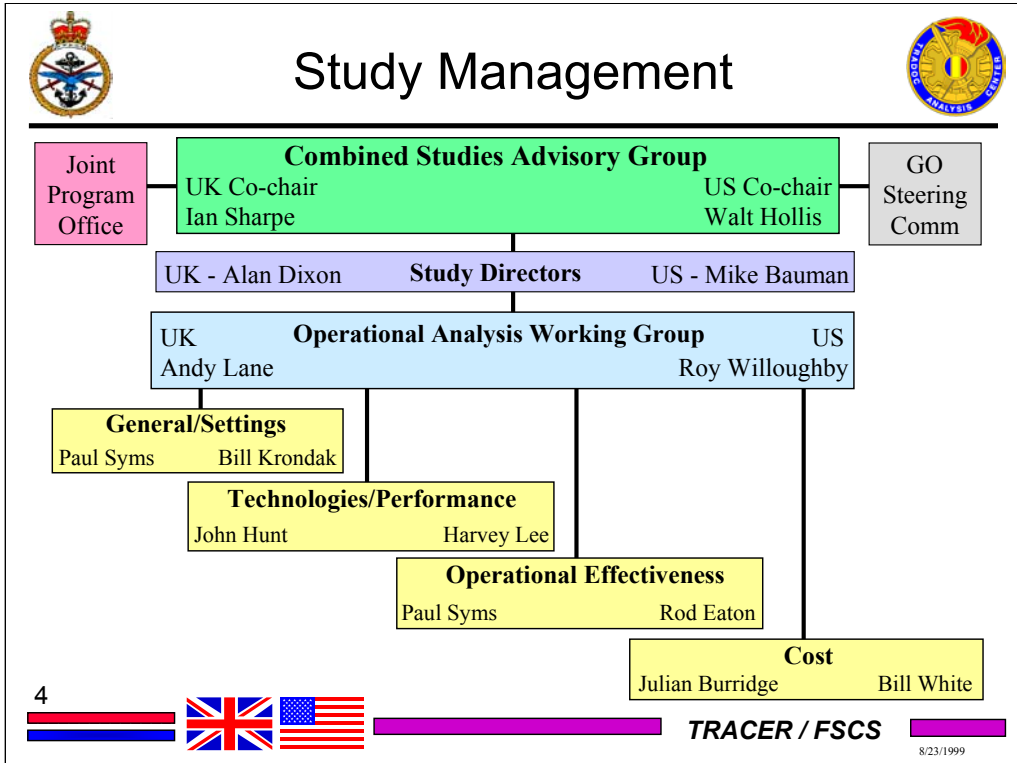 Study Management
TRADOC
ANALYSIS CENTER
Joint
Program
Office
Combined Studies Advisory Group
UK Co-chair US Co-chair
Ian Sharpe Walt Hollis
GO
Steering
Comm
UK - Alan Dixon Study Directors US - Mike Bauman
UK Operational Analysis Working Group US
Andy Lane Roy Willoughby
General/Settings
Paul Syms Bill Krondak
Technologies/Performance
John Hunt Harvey Lee
Operational Effectiveness
Paul Syms Rod Eaton
Cost
Julian Burridge Bill White
4
TRACER / FSCS
8/23/1999